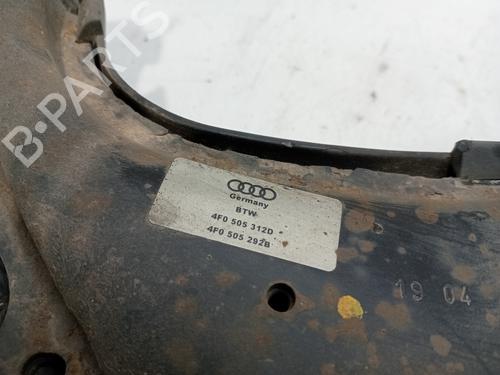 B-PARTS
Germany
BTW
4F0 505 312D
4F0 505 292B
19 04